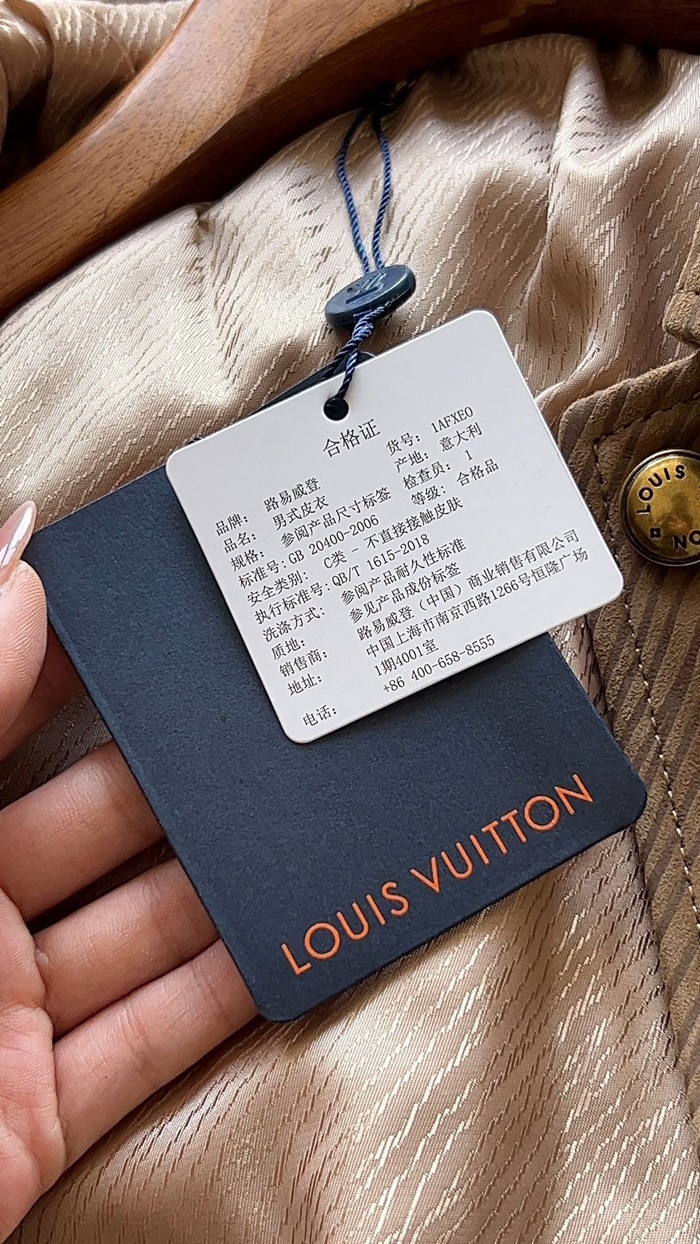 合格证
货号: 1AFXEO
品牌: 路易威登
产地: 意大利
品名: 男式皮衣
检查员: 1
规格: 参阅产品尺寸标签
等级: 合格品
标准号: GB 20400-2006
安全类别: C类 - 不直接接触皮肤
执行标准号: QB/T 1615-2018
洗涤方式: 参阅产品耐久性标准
质地: 参见产品成份标签
销售商: 路易威登（中国）商业销售有限公司
地址: 中国上海市南京西路1266号恒隆广场
1期4001室
电话: +86 400-658-8555
LOUIS VUITTON
LOUIS